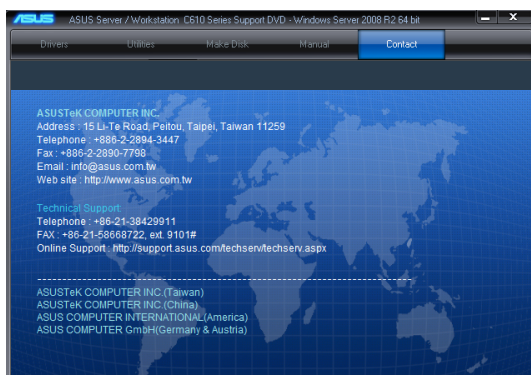 ASUS ASUS Server / Workstation C610 Series Support DVD - Windows Server 2008 R2 64 bit
Drivers Utilities Make Disk Manual Contact
ASUSTeK COMPUTER INC.
Address : 15 Li-Te Road, Peitou, Taipei, Taiwan 11259
Telephone : +886-2-2894-3447
Fax : +886-2-2890-7798
Email : info@asus.com.tw
Web site : http://www.asus.com.tw
Technical Support:
Telephone : +86-21-38429911
FAX : +86-21-58668722, ext. 9101#
Online Support : http://support.asus.com/techserv/techserv.aspx
ASUSTeK COMPUTER INC.(Taiwan)
ASUSTeK COMPUTER INC.(China)
ASUS COMPUTER INTERNATIONAL(America)
ASUS COMPUTER GmbH(Germany & Austria)